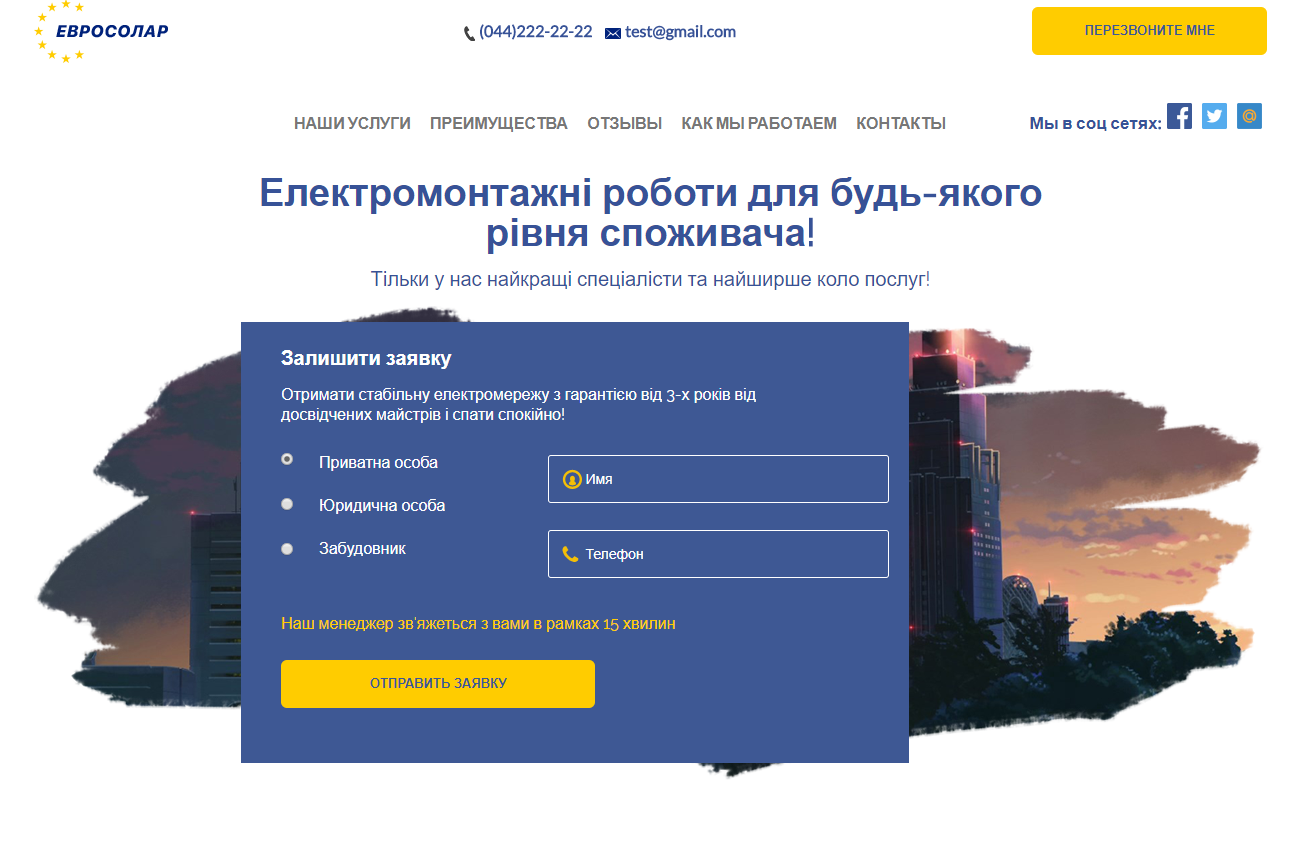 ЕВРОСОЛАР
(044)222-22-22 test@gmail.com
ПЕРЕЗВОНИТЕ МНЕ
НАШИ УСЛУГИ ПРЕИМУЩЕСТВА ОТЗЫВЫ КАК МЫ РАБОТАЕМ КОНТАКТЫ
Мы в соц сетях:
Електромонтажні роботи для будь-якого
рівня споживача!
Тільки у нас найкращі спеціалісти та найширше коло послуг!
Залишити заявку
Отримати стабільну електромережу з гарантією від 3-х років від
досвідчених майстрів і спати спокійно!
Приватна особа
Юридична особа
Забудовник
Имя
Телефон
Наш менеджер зв'яжеться з вами в рамках 15 хвилин
ОТПРАВИТЬ ЗАЯВКУ